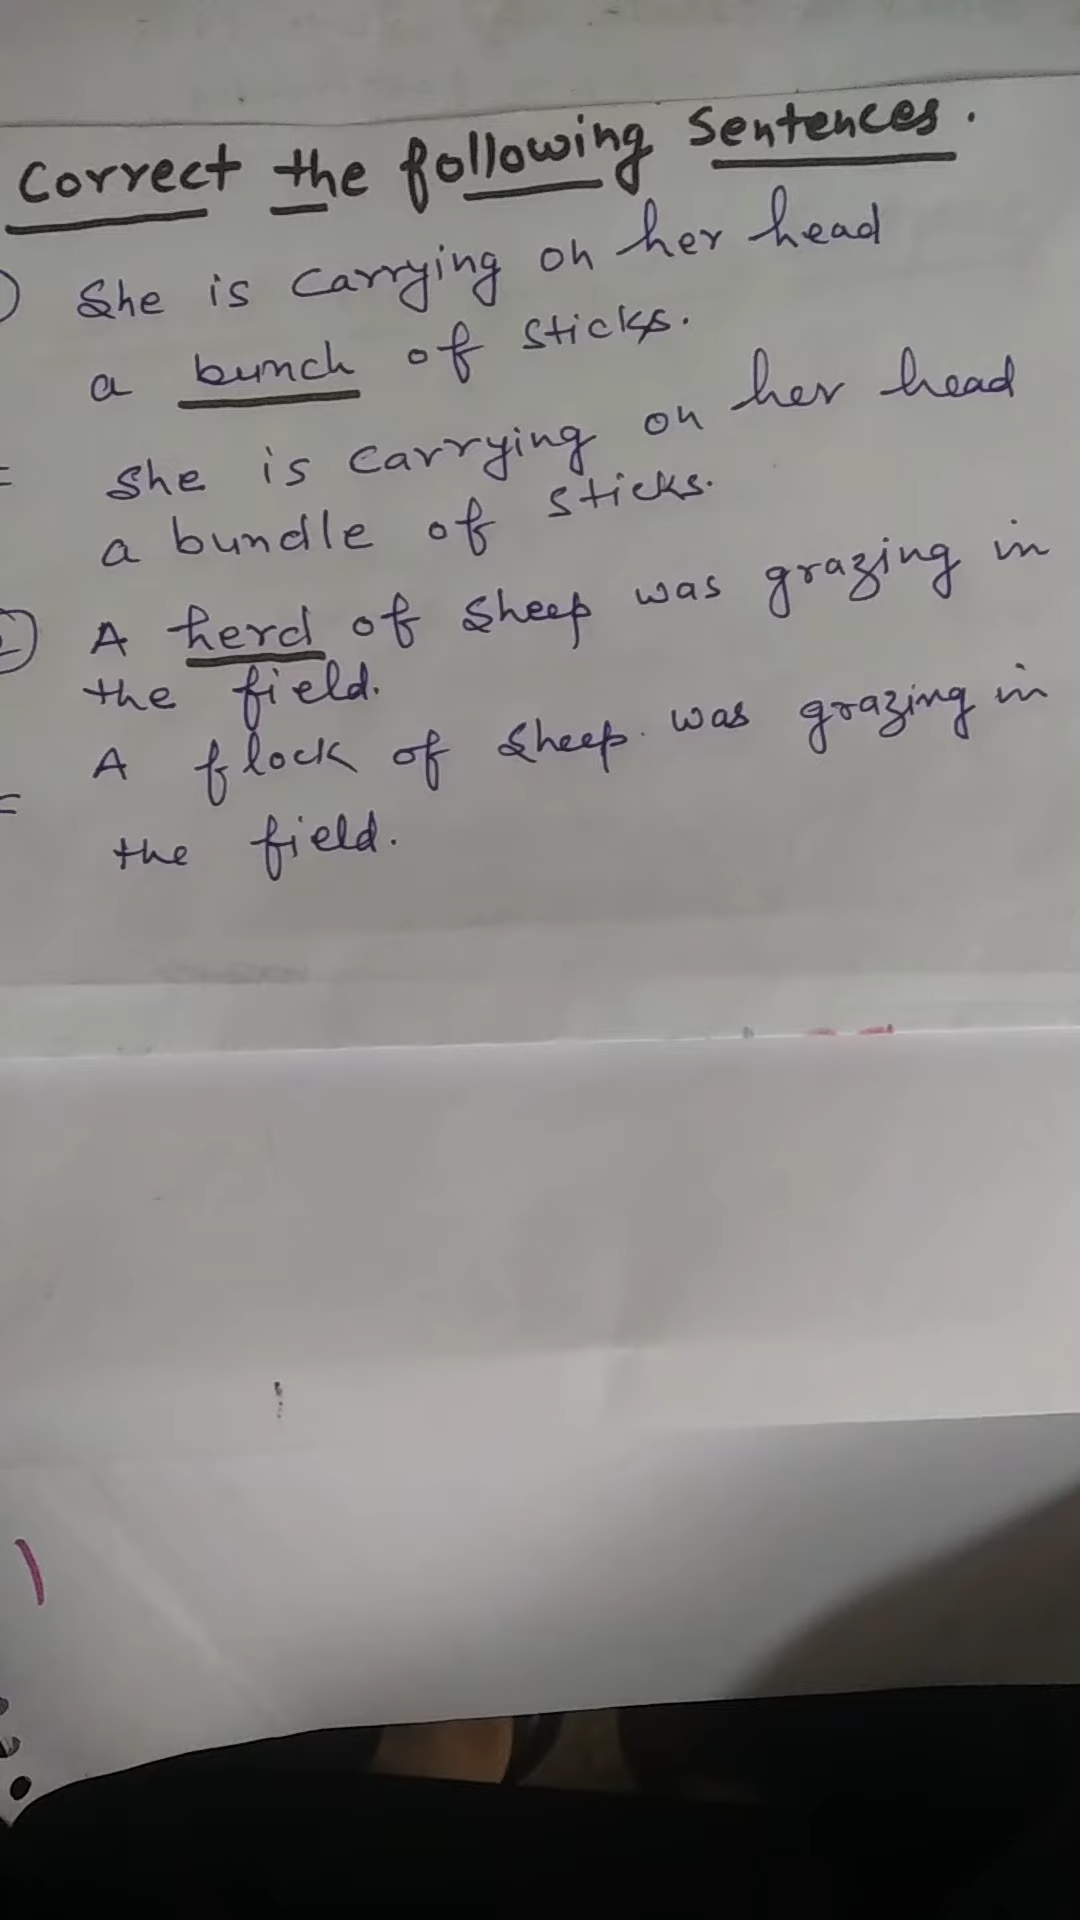 Correct the following Sentences.
She is carrying on her head
a bunch of sticks.
= She is carrying on her head
a bundle of sticks.
A herd of sheep was grazing in
the field.
A flock of sheep was grazing in
= the field.